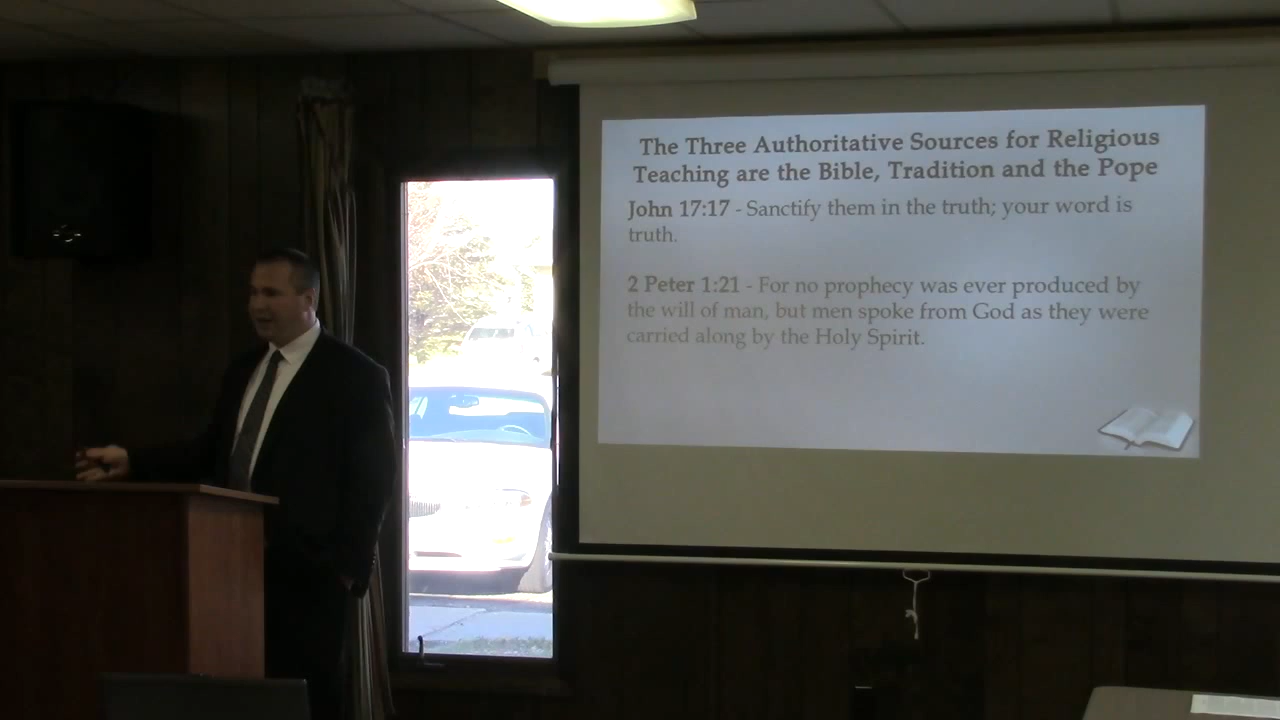 The Three Authoritative Sources for Religious
Teaching are the Bible, Tradition and the Pope
John 17:17 - Sanctify them in the truth; your word is
truth.
2 Peter 1:21 - For no prophecy was ever produced by
the will of man, but men spoke from God as they were
carried along by the Holy Spirit.